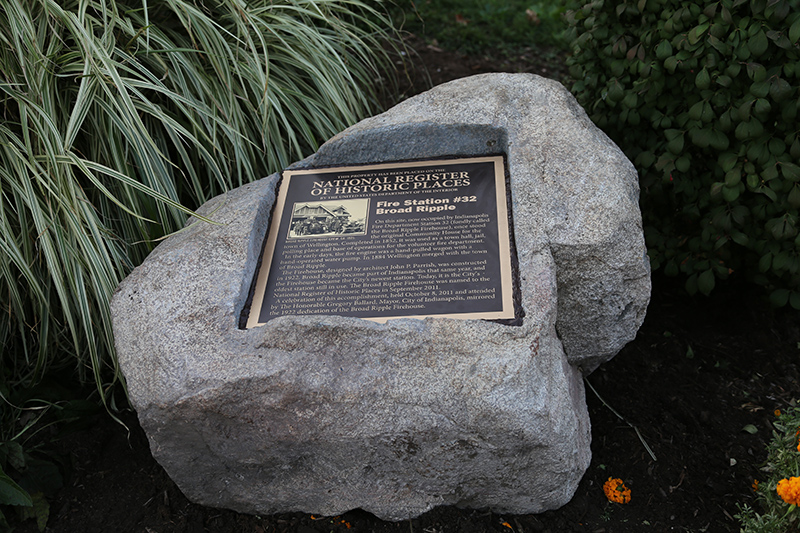 THIS PROPERTY HAS BEEN PLACED ON THE
NATIONAL REGISTER
OF HISTORIC PLACES
BY THE UNITED STATES DEPARTMENT OF THE INTERIOR
Fire Station #32
Broad Ripple
On this site, now occupied by Indianapolis
Fire Department Station 32 (fondly called
the Broad Ripple Firehouse), once stood
the original Community House for the
town of Wellington. Completed in 1852, it was used as a town hall, jail,
polling place and base of operations for the volunteer fire department.
In the early days, the fire engine was a hand-pulled wagon with a
hand-operated water pump. In 1884 Wellington merged with the town
of
The Firehouse, designed by architect John P. Parrish, was constructed
in 1922. Broad Ripple became part of Indianapolis that same year, and
the Firehouse became the City's newest station. Today, it is the City's
oldest station still in use. The Broad Ripple Firehouse was named to the
National Register of Historic Places in September 2011.
A celebration of this accomplishment, held October 8, 2011 and attended
by The Honorable Gregory Ballard, Mayor, City of Indianapolis, mirrored
the 1922 dedication of the Broad Ripple Firehouse.